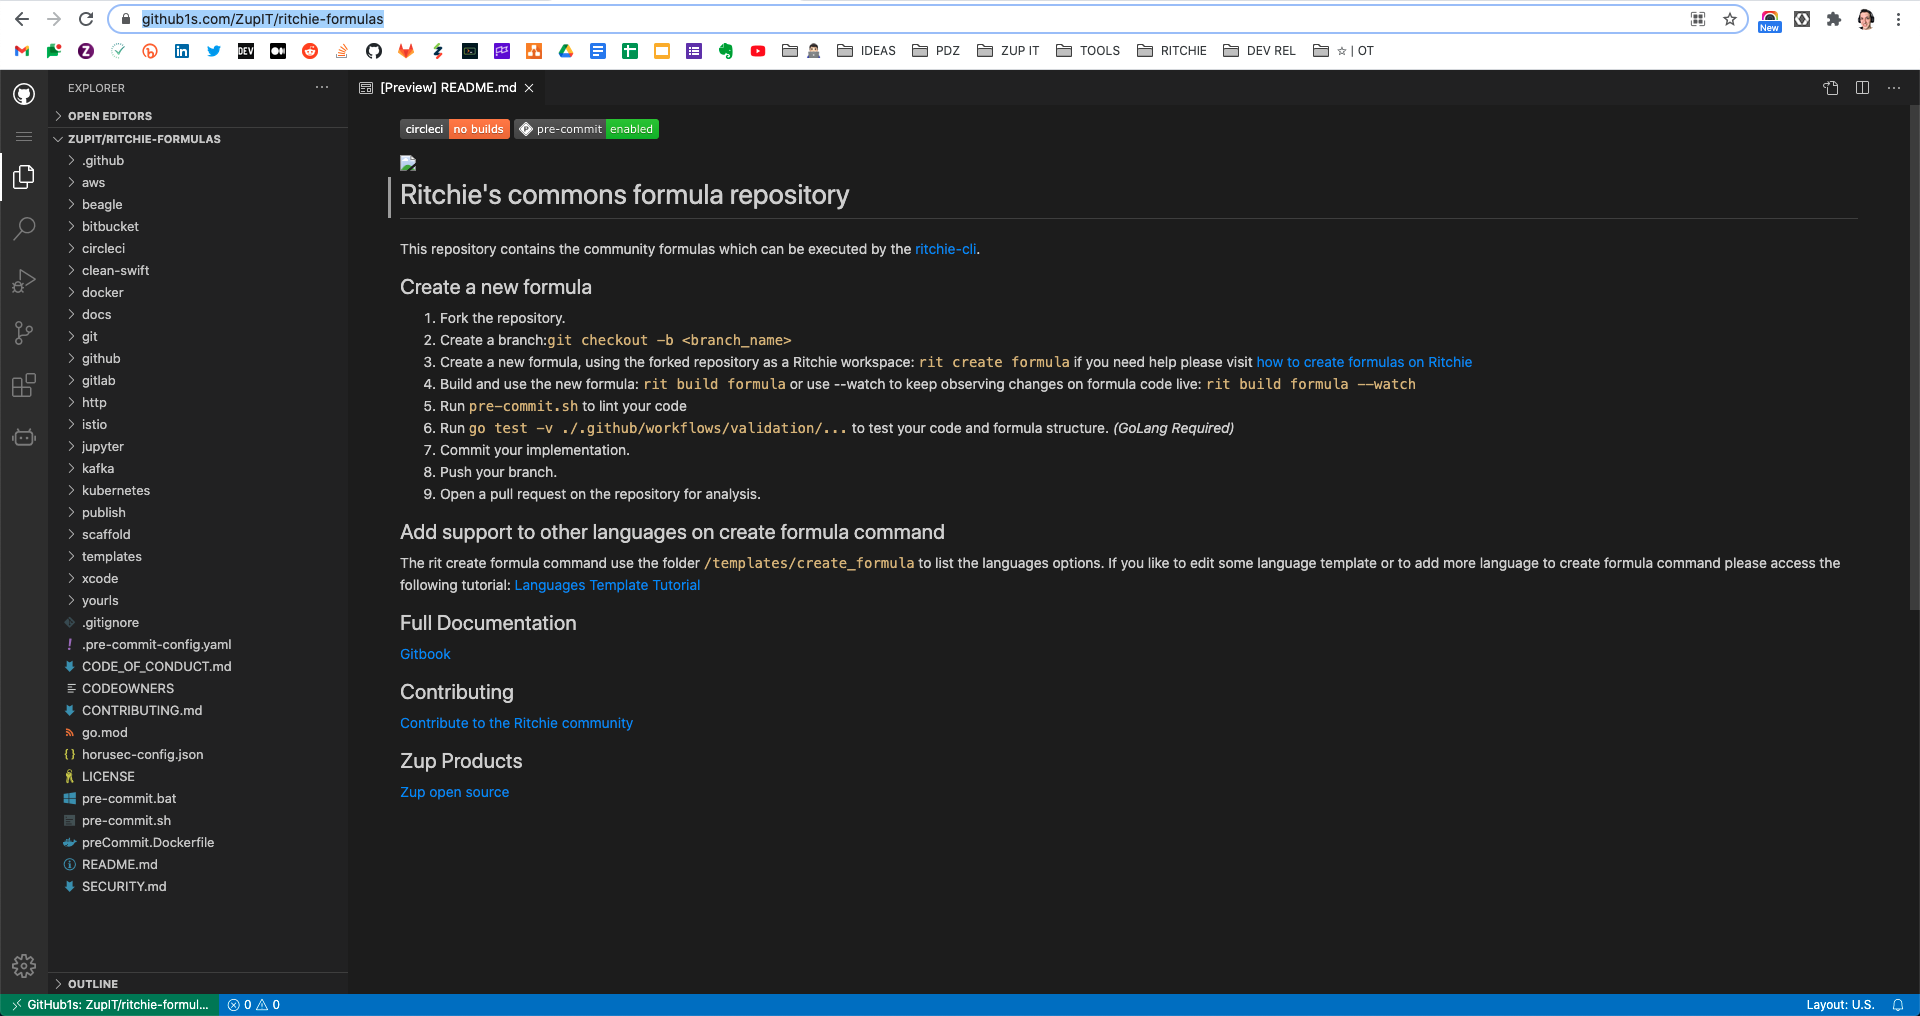 github1s.com/ZupIT/ritchie-formulas
New
DEV
IDEAS
PDZ
ZUP IT
TOOLS
RITCHIE
DEV REL
☆ | OT
EXPLORER
[Preview] README.md
OPEN EDITORS
ZUPIT/RITCHIE-FORMULAS
.github
aws
beagle
bitbucket
circleci
clean-swift
docker
docs
git
github
gitlab
http
istio
jupyter
kafka
kubernetes
publish
scaffold
templates
xcode
yourls
.gitignore
.pre-commit-config.yaml
CODE_OF_CONDUCT.md
CODEOWNERS
CONTRIBUTING.md
go.mod
horusec-config.json
LICENSE
pre-commit.bat
pre-commit.sh
preCommit.Dockerfile
README.md
SECURITY.md
OUTLINE
circleci no builds
pre-commit enabled
Ritchie's commons formula repository
This repository contains the community formulas which can be executed by the ritchie-cli.
Create a new formula
1. Fork the repository.
2. Create a branch:git checkout -b <branch_name>
3. Create a new formula, using the forked repository as a Ritchie workspace: rit create formula if you need help please visit how to create formulas on Ritchie
4. Build and use the new formula: rit build formula or use --watch to keep observing changes on formula code live: rit build formula --watch
5. Run pre-commit.sh to lint your code
6. Run go test -v ./.github/workflows/validation/... to test your code and formula structure. (GoLang Required)
7. Commit your implementation.
8. Push your branch.
9. Open a pull request on the repository for analysis.
Add support to other languages on create formula command
The rit create formula command use the folder /templates/create_formula to list the languages options. If you like to edit some language template or to add more language to create formula command please access the
following tutorial: Languages Template Tutorial
Full Documentation
Gitbook
Contributing
Contribute to the Ritchie community
Zup Products
Zup open source
GitHub1s: ZupIT/ritchie-formul...
0
0
Layout: U.S.